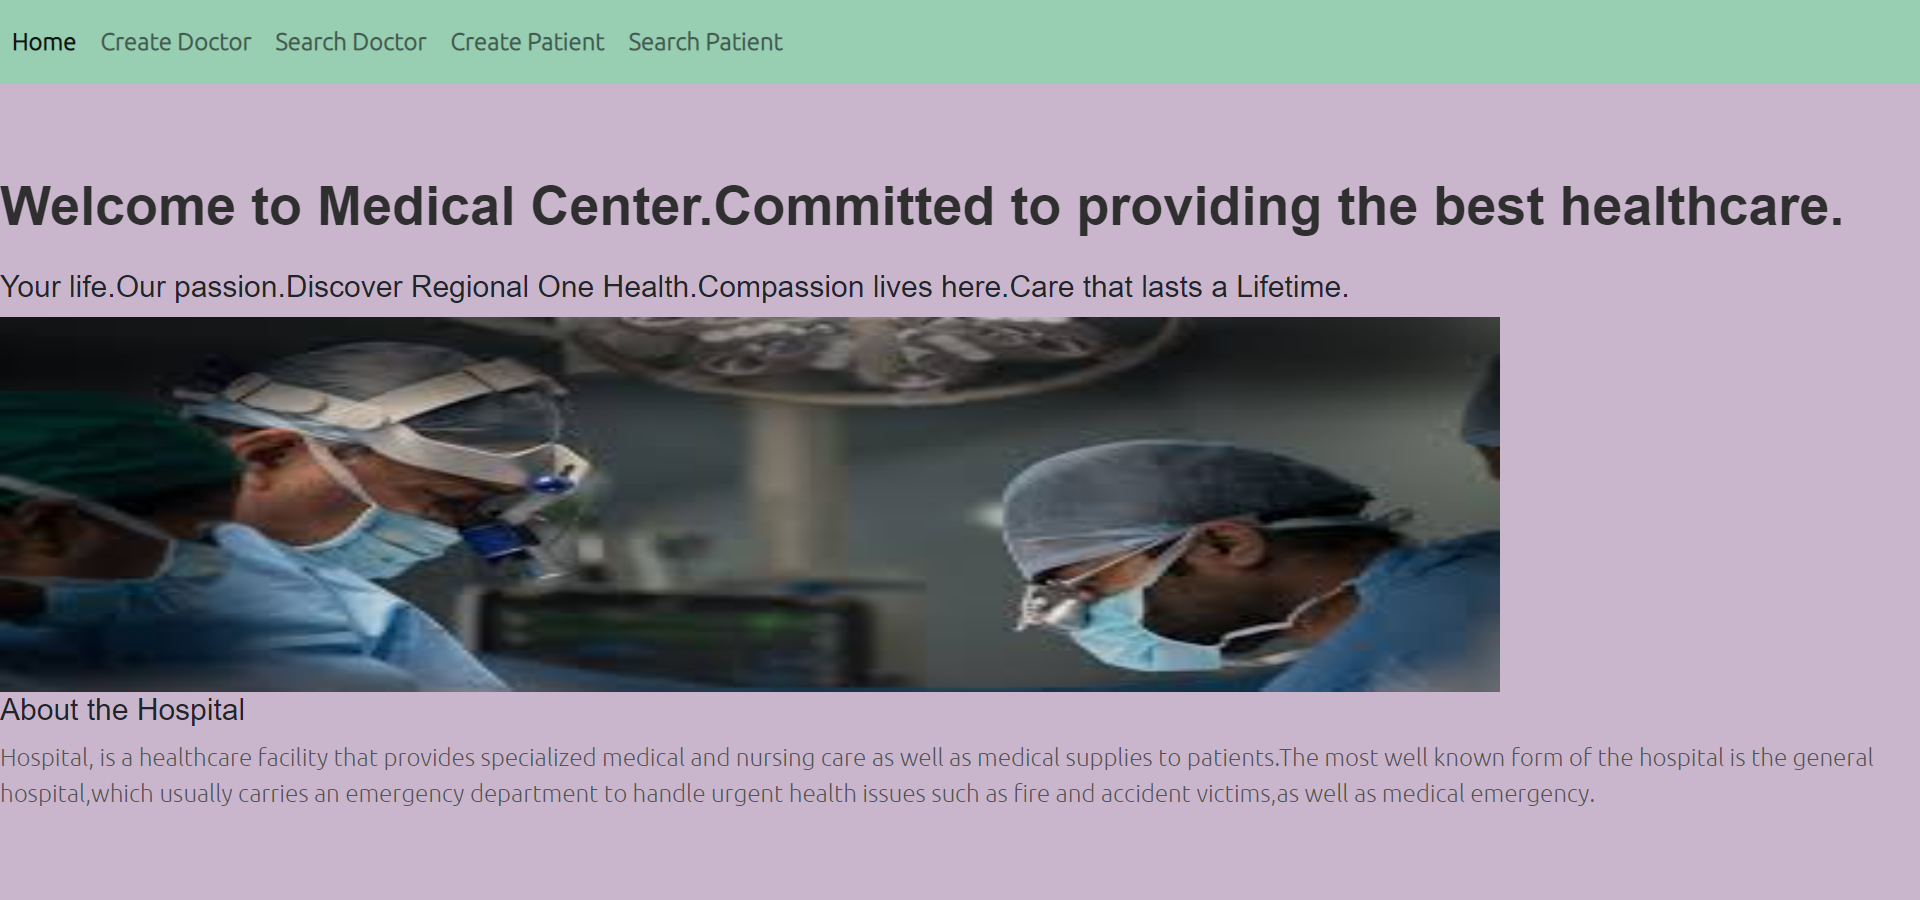 Home Create Doctor Search Doctor Create Patient Search Patient
Welcome to Medical Center.Committed to providing the best healthcare.
Your life.Our passion.Discover Regional One Health.Compassion lives here.Care that lasts a Lifetime.
About the Hospital
Hospital, is a healthcare facility that provides specialized medical and nursing care as well as medical supplies to patients.The most well known form of the hospital is the general
hospital,which usually carries an emergency department to handle urgent health issues such as fire and accident victims,as well as medical emergency.